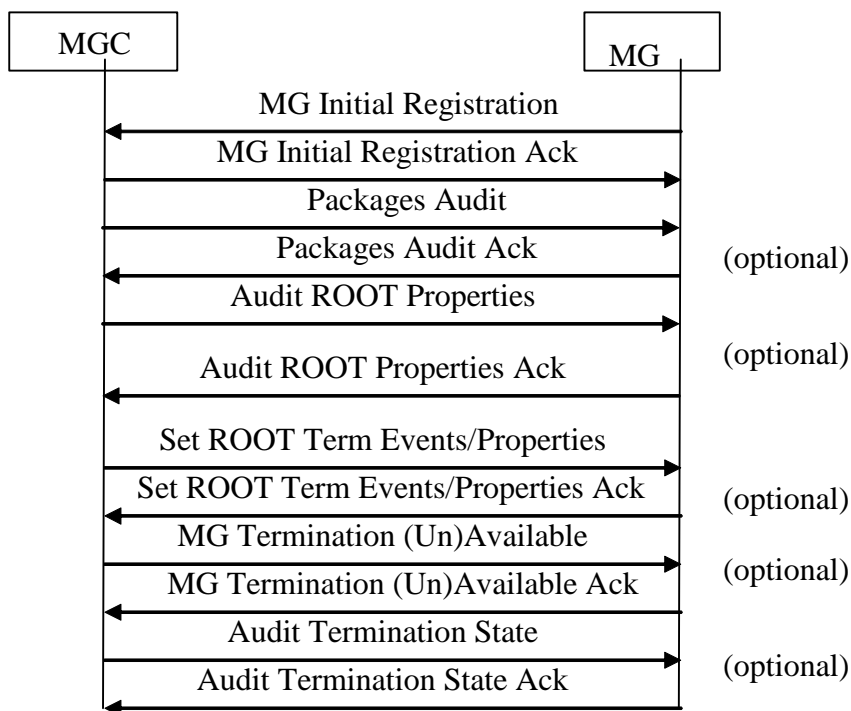 MGC
MG
MG Initial Registration
MG Initial Registration Ack
Packages Audit
Packages Audit Ack
(optional)
Audit ROOT Properties
(optional)
Audit ROOT Properties Ack
Set ROOT Term Events/Properties
Set ROOT Term Events/Properties Ack
(optional)
MG Termination (Un)Available
(optional)
MG Termination (Un)Available Ack
Audit Termination State
(optional)
Audit Termination State Ack